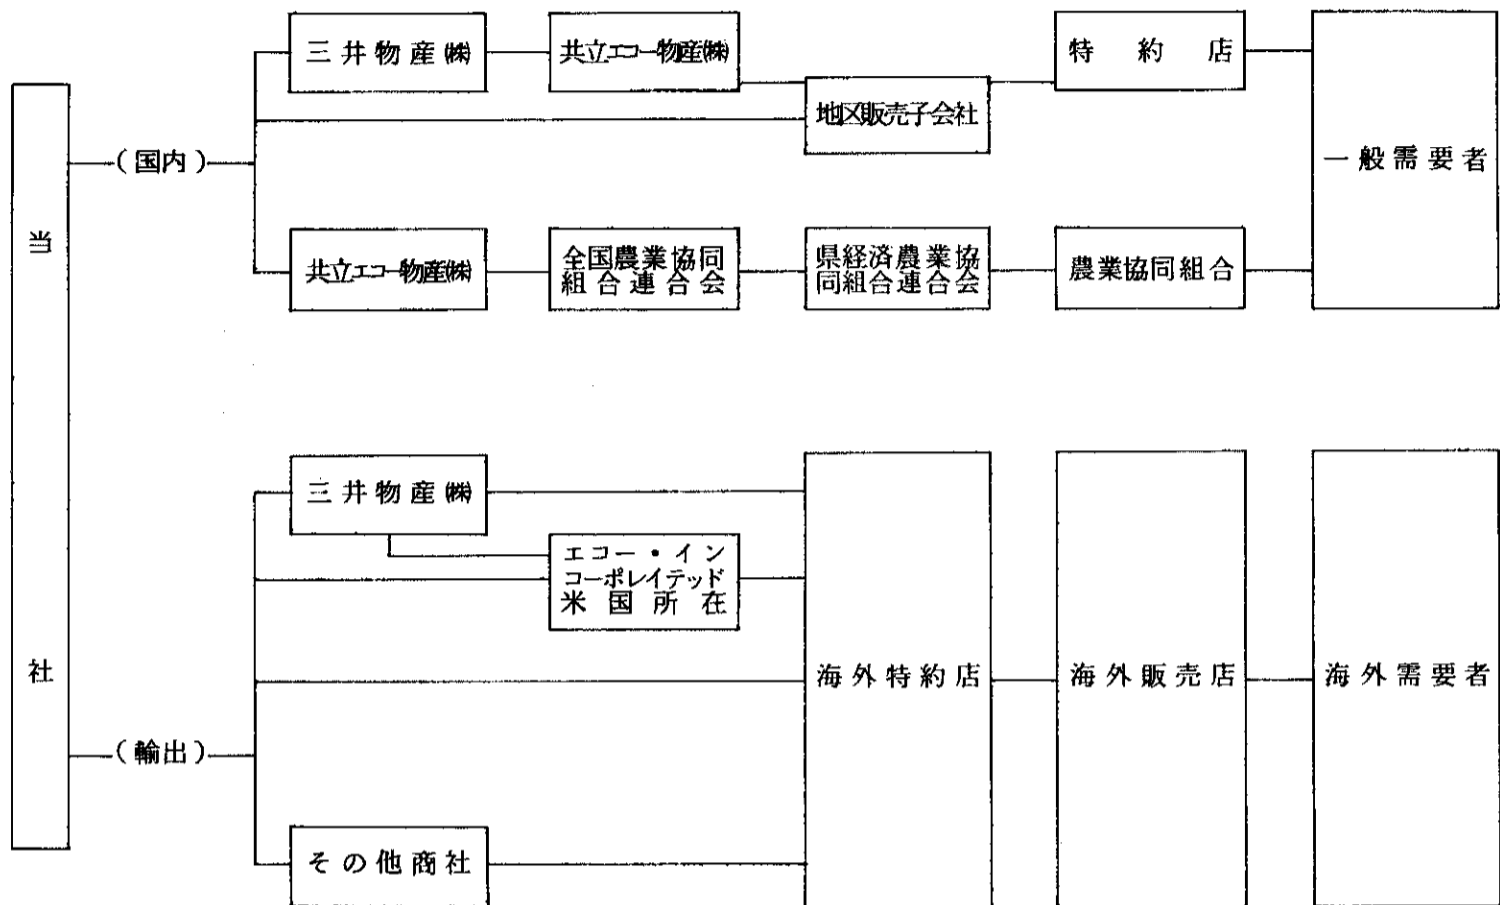 当社
（国内）
三井物産㈱
共立エコー物産㈱
地区販売子会社
特約店
一般需要者
共立エコー物産㈱
全国農業協同
組合連合会
県経済農業協
同組合連合会
農業協同組合
（輸出）
三井物産㈱
エコー・イン
コーポレイテッド
米国所在
その他商社
海外特約店
海外販売店
海外需要者